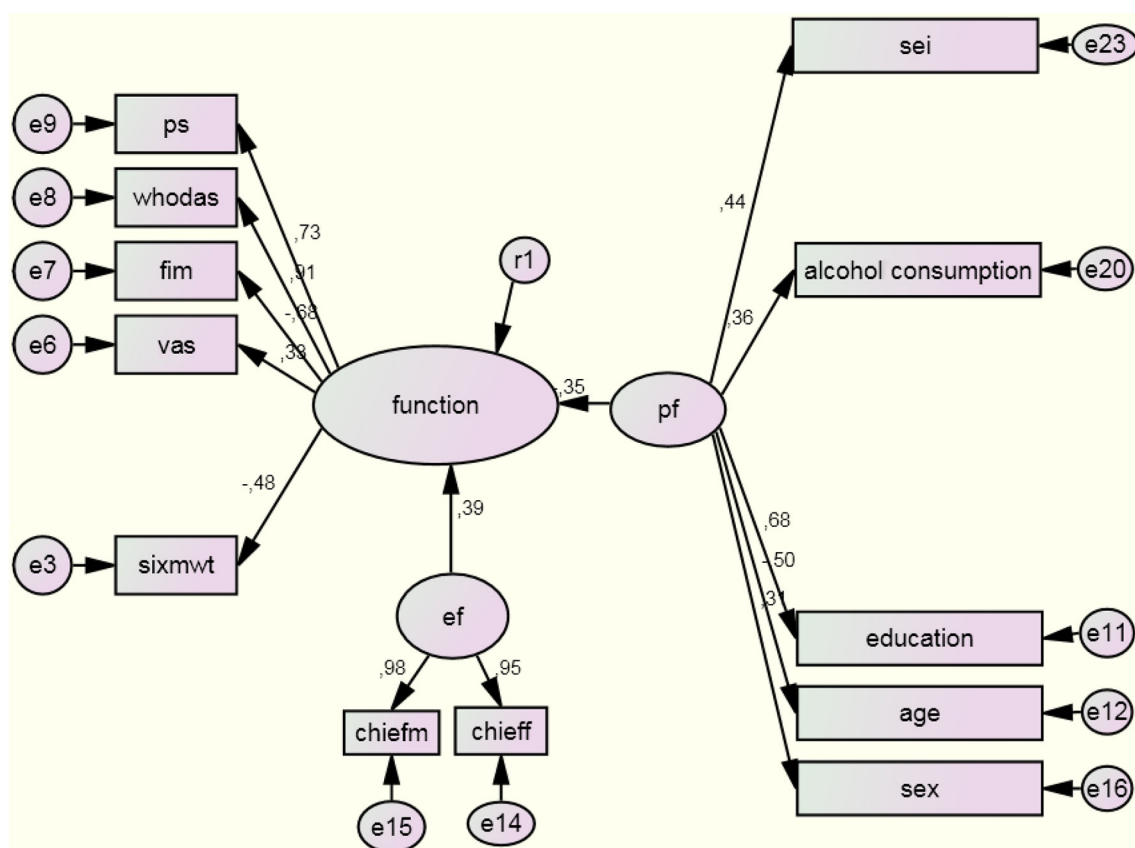 sei
e23
e9
ps
e8
whodas
,44
,73
r1
e7
fim
,91
alcohol consumption
e20
-,68
,36
e6
vas
,33
-,35
function
pf
-,48
,39
,68
-,50
e3
sixmwt
,31
ef
education
e11
,98
,95
age
e12
chiefm
chieff
sex
e16
e15
e14